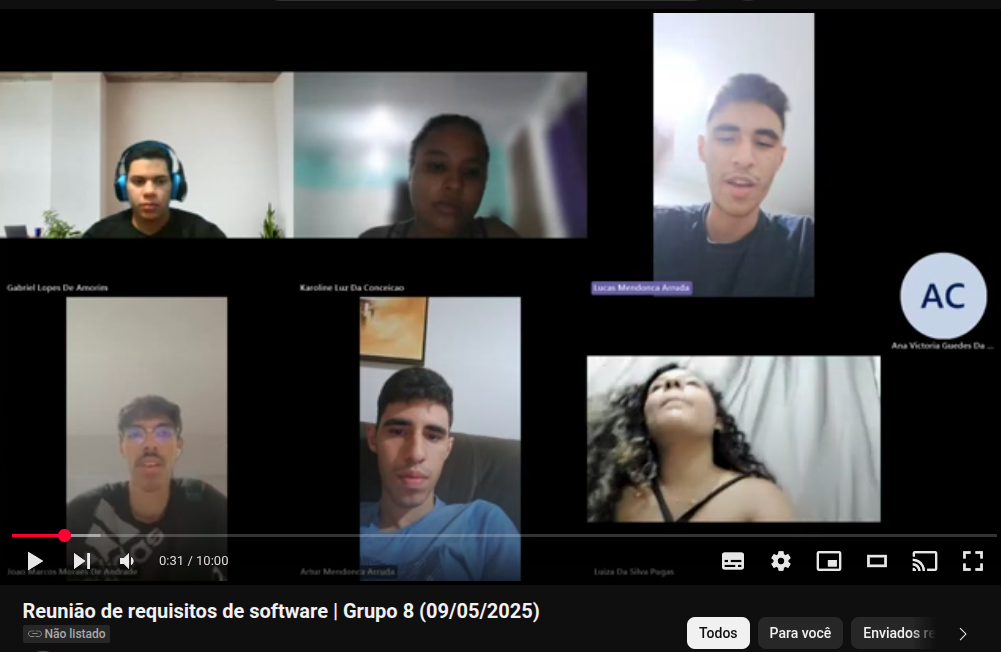 Gabriel Lopes De Amorim
Karoline Luz Da Conceicao
Lucas Mendonca Arruda
AC
Ana Victoria Guedes Da ...
adidas
0:31 / 10:00
Joao Marcos Moraes De Andrade
Artur Mendonca Arruda
Luiza Da Silva Pugas
Reunião de requisitos de software | Grupo 8 (09/05/2025)
Não listado
Todos
Para você
Enviados re